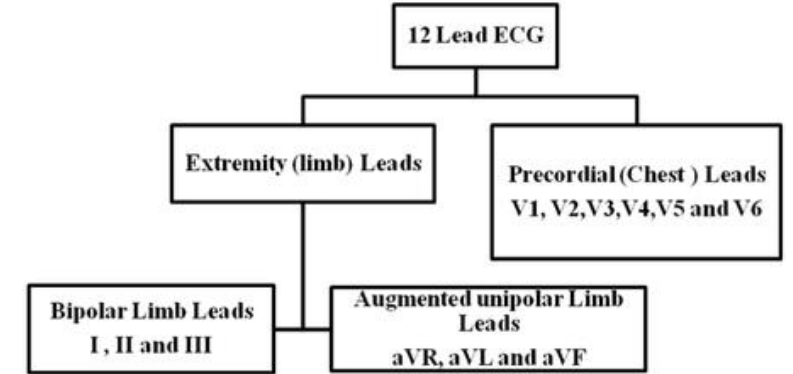 12 Lead ECG
Extremity (limb) Leads
Precordial (Chest ) Leads
V1, V2,V3,V4,V5 and V6
Bipolar Limb Leads
I , II and III
Augmented unipolar Limb
Leads
aVR, aVL and aVF